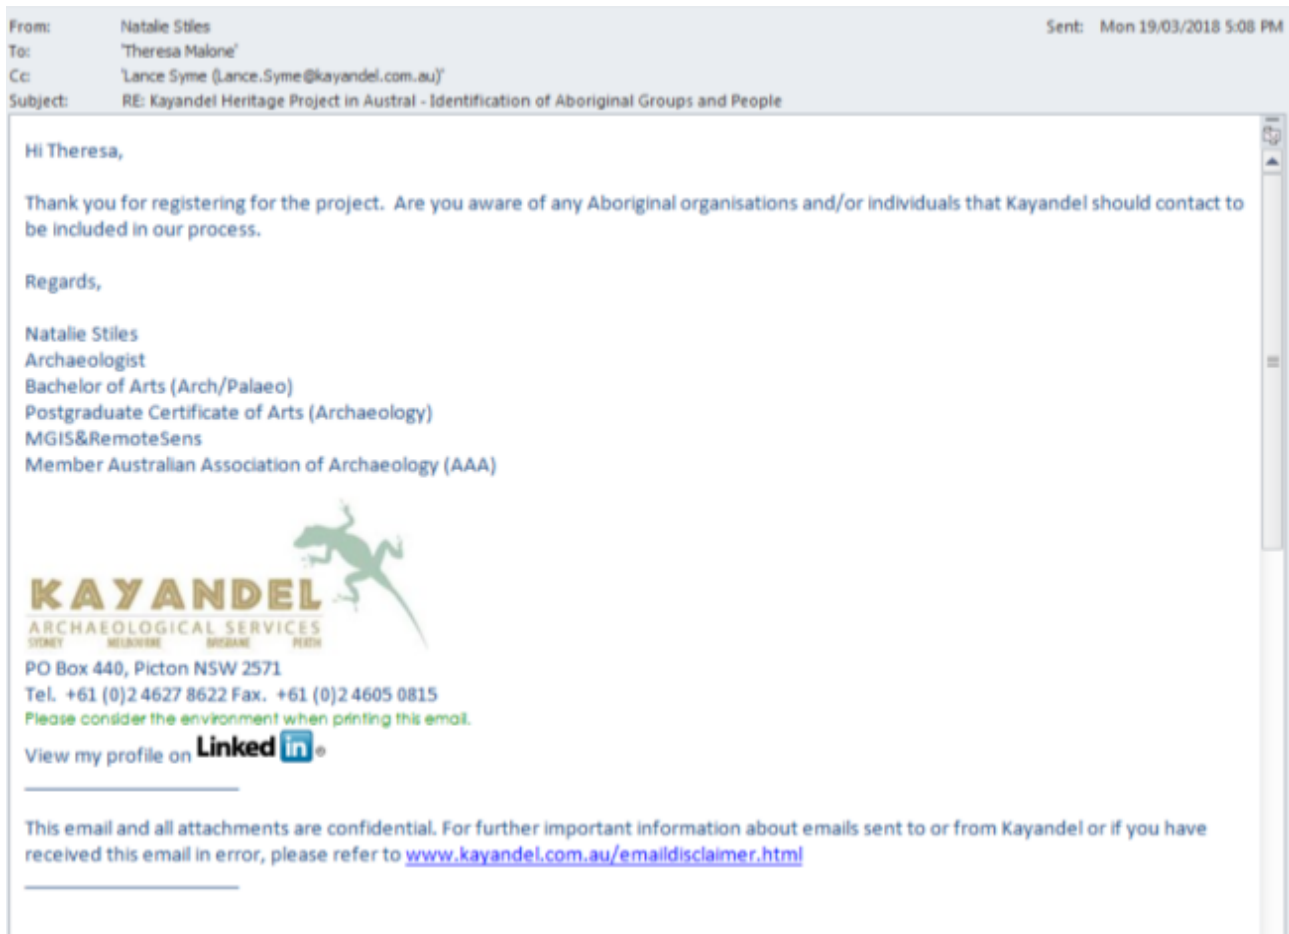 From: Natalie Stiles Sent: Mon 19/03/2018 5:08 PM
To: 'Theresa Malone'
Cc: 'Lance Syme (Lance.Syme@kayandel.com.au)'
Subject: RE: Kayandel Heritage Project in Austral - Identification of Aboriginal Groups and People
Hi Theresa,
Thank you for registering for the project. Are you aware of any Aboriginal organisations and/or individuals that Kayandel should contact to
be included in our process.
Regards,
Natalie Stiles
Archaeologist
Bachelor of Arts (Arch/Palaeo)
Postgraduate Certificate of Arts (Archaeology)
MGIS&RemoteSens
Member Australian Association of Archaeology (AAA)
KAYANDEL
ARCHAEOLOGICAL SERVICES
SYDNEY MELBOURNE BRISBANE PERTH
PO Box 440, Picton NSW 2571
Tel. +61 (0)2 4627 8622 Fax. +61 (0)2 4605 0815
Please consider the environment when printing this email.
View my profile on Linked in ®
This email and all attachments are confidential. For further important information about emails sent to or from Kayandel or if you have
received this email in error, please refer to www.kayandel.com.au/emaildisclaimer.html